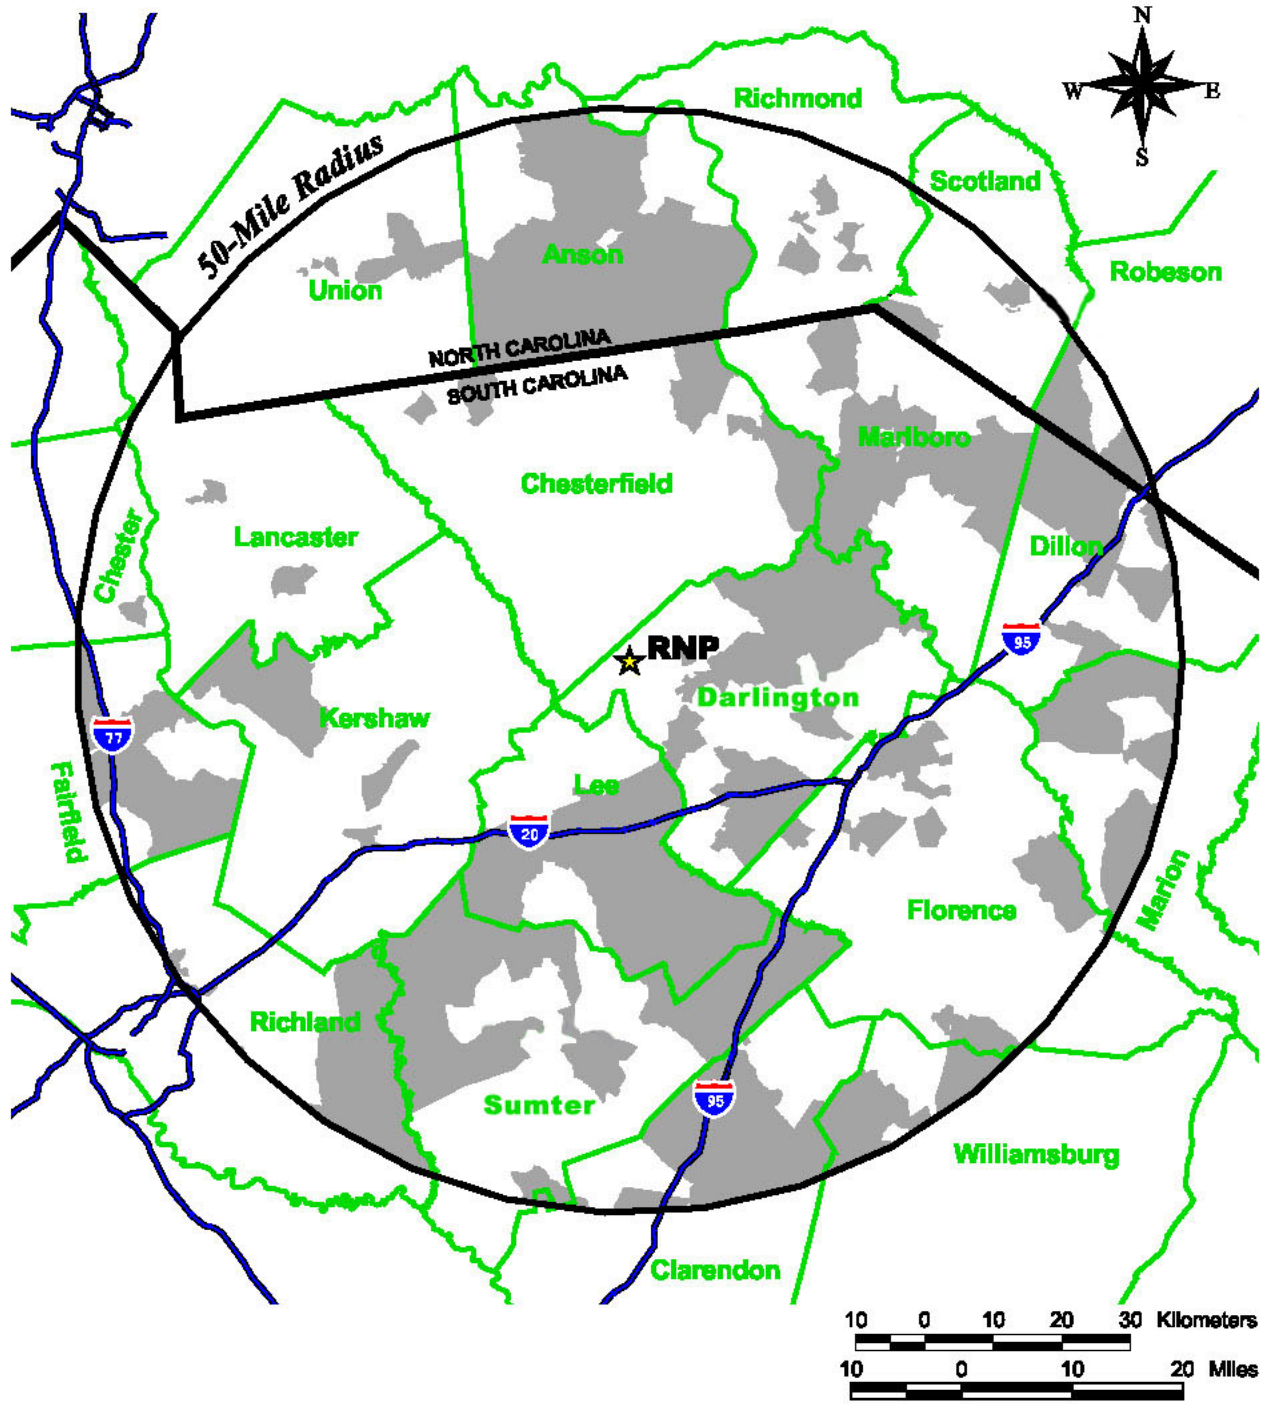 N
W E
S
Richmond
50-Mile Radius
Scotland
Anson
Robeson
Union
NORTH CAROLINA
SOUTH CAROLINA
Marlboro
Chesterfield
Lancaster
Chester
Dillon
95
RNP
Darlington
Kershaw
77
Lee
Fairfield
20
Marion
Florence
Richland
95
Sumter
Williamsburg
Clarendon
10 0 10 20 30 Kilometers
10 0 10 20 Miles